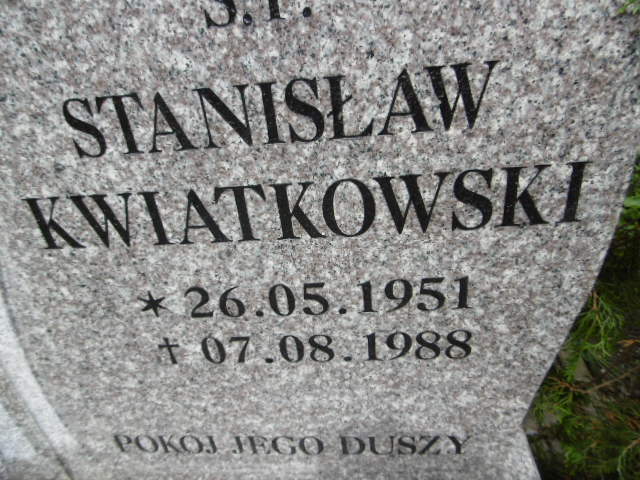 Ś.P.
STANISŁAW
KWIATKOWSKI
* 26.05.1951
† 07.08.1988
POKÓJ JEGO DUSZY